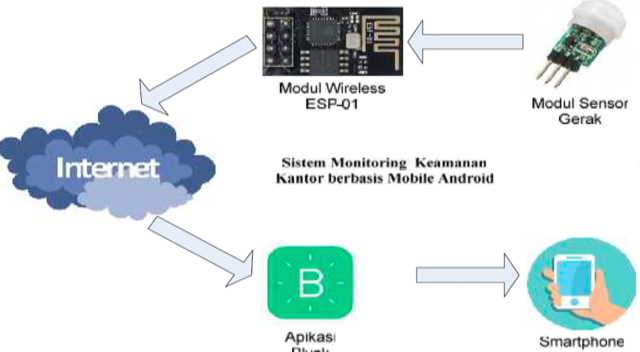 Modul Wireless
ESP-01
Modul Sensor
Gerak
Internet
Sistem Monitoring Keamanan
Kantor berbasis Mobile Android
B
Apikasi
Smartphone